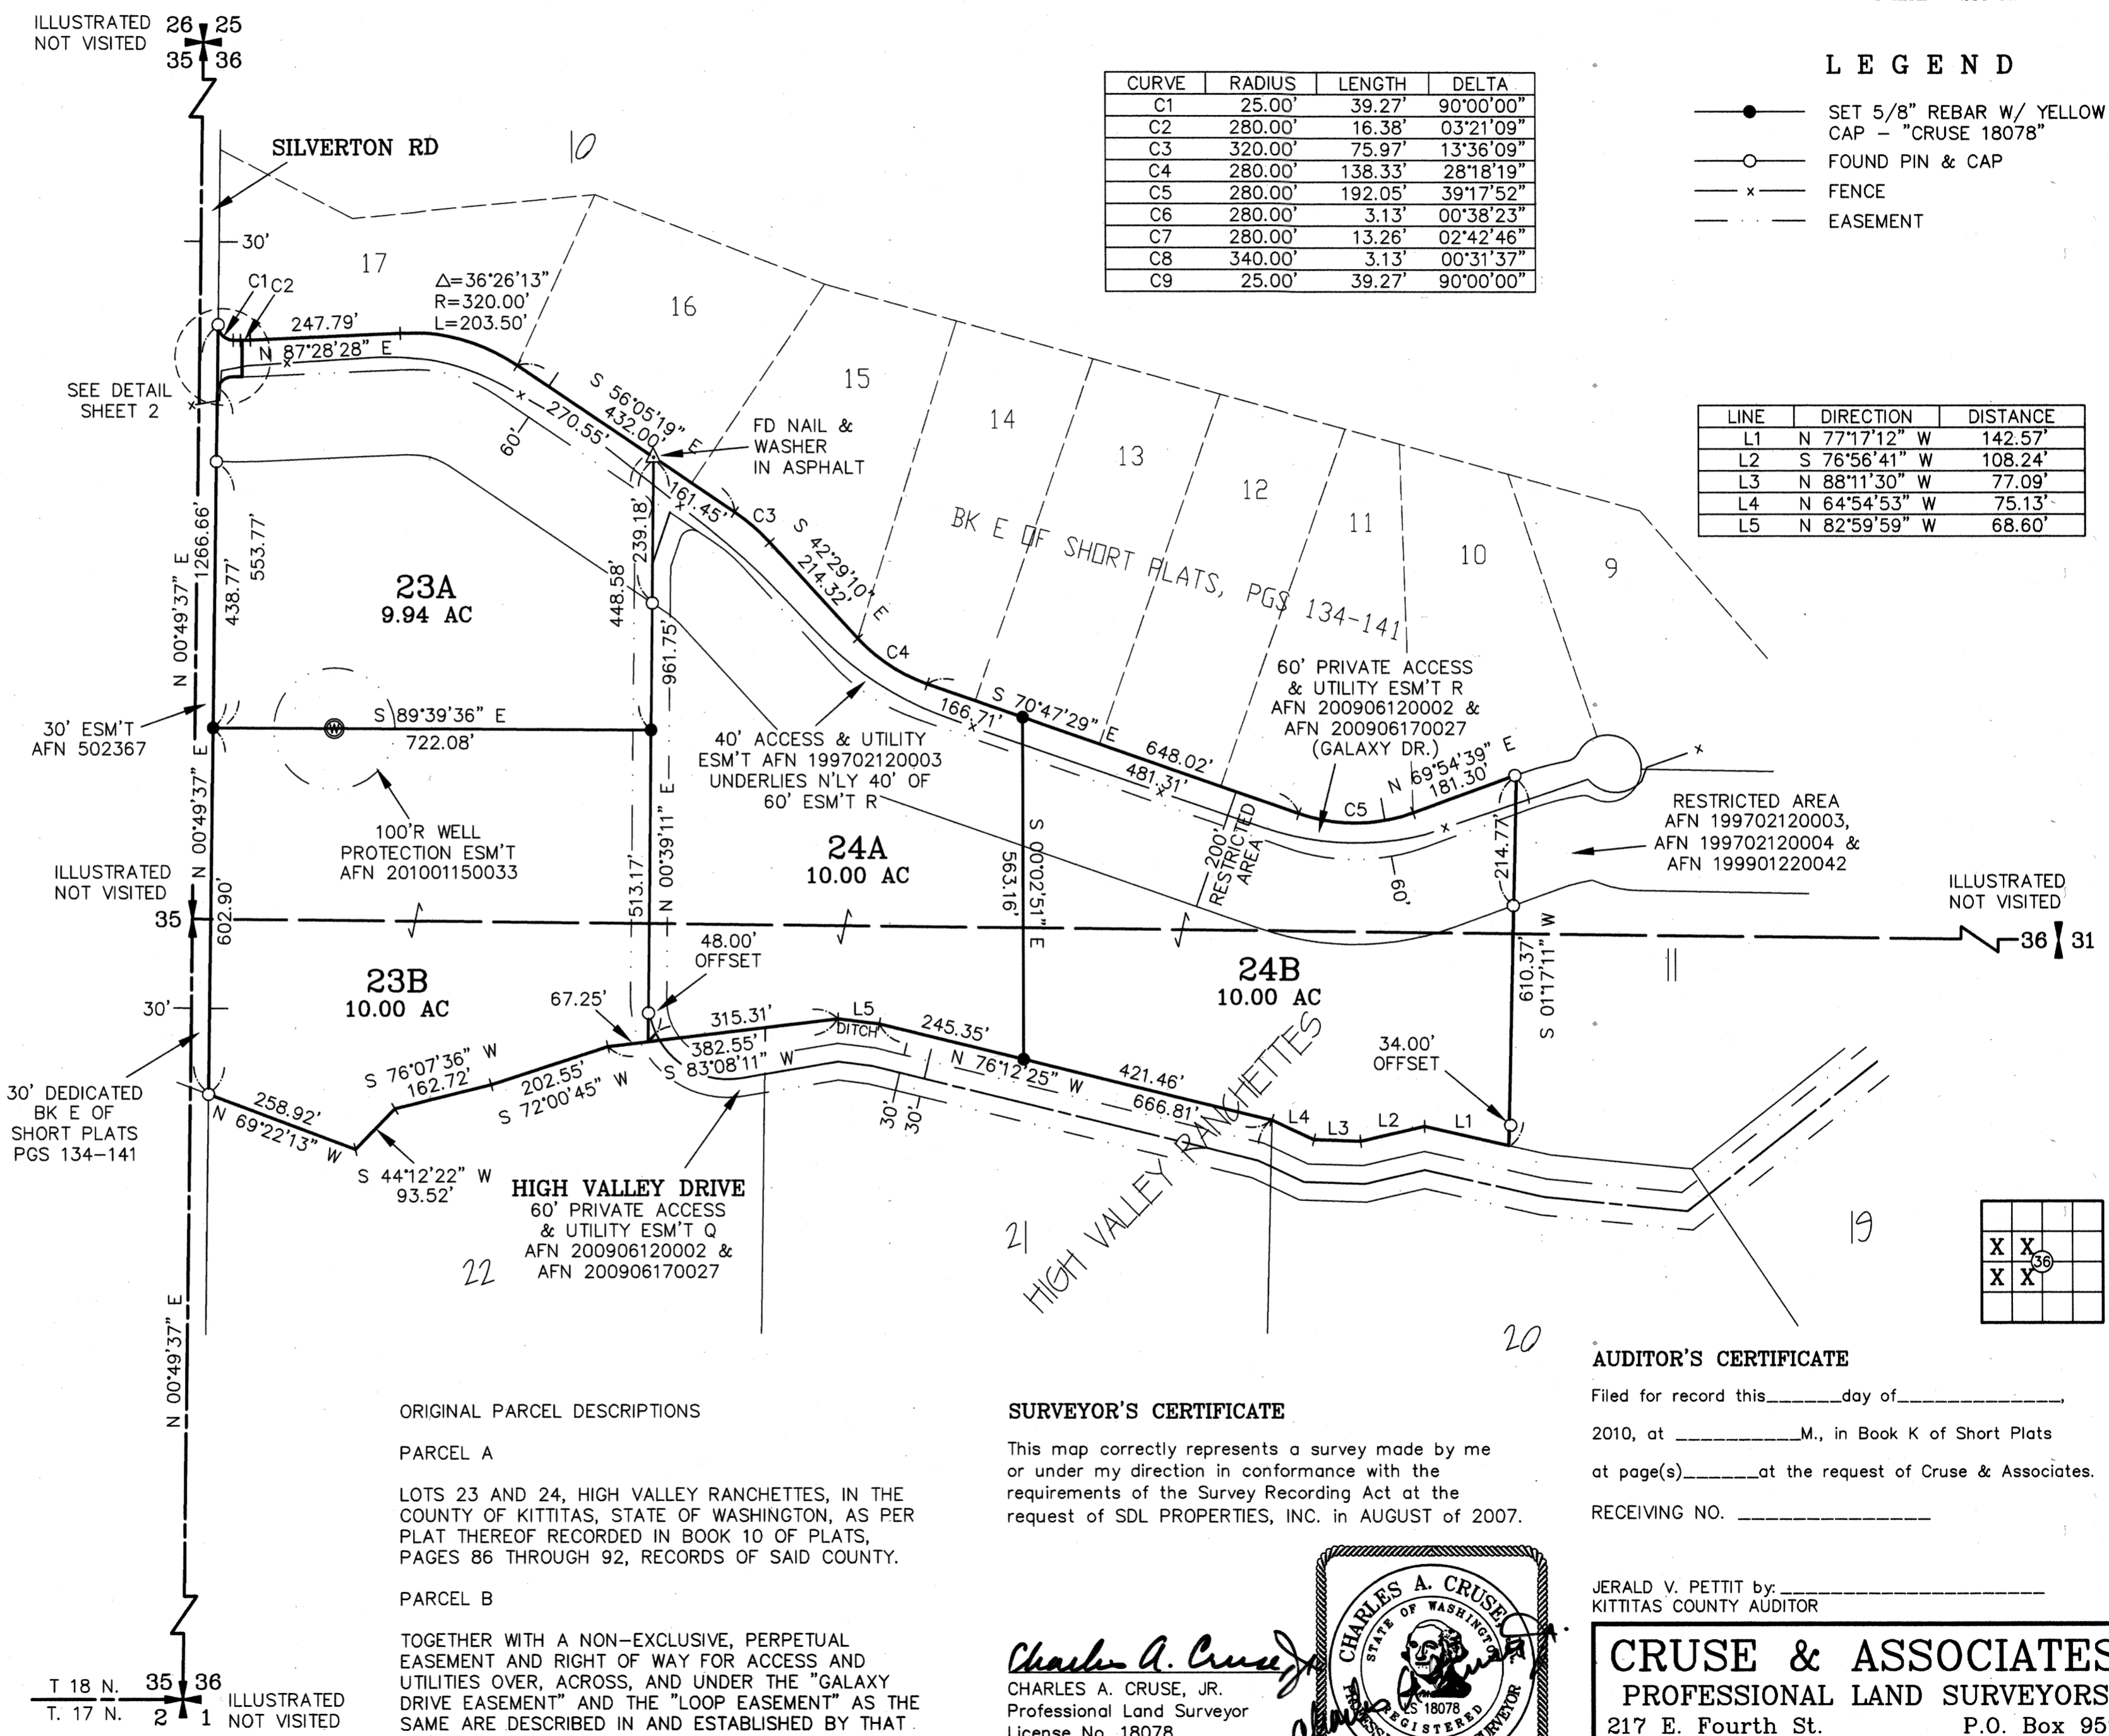 ILLUSTRATED
NOT VISITED
26 25
35 36
SILVERTON RD
10
30'
17
C1 C2
Δ=36°26'13"
R=320.00'
L=203.50'
247.79'
N 87°28'28" E
SEE DETAIL
SHEET 2
16
15
14
13
12
11
10
9
S 56°05'19" E
432.00'
270.55'
60'
FD NAIL &
WASHER
IN ASPHALT
161.45'
C3
S 42°29'10" E
214.32'
C4
BK E OF SHORT PLATS, PGS 134-141
CURVE RADIUS LENGTH DELTA
C1 25.00' 39.27' 90°00'00"
C2 280.00' 16.38' 03°21'09"
C3 320.00' 75.97' 13°36'09"
C4 280.00' 138.33' 28°18'19"
C5 280.00' 192.05' 39°17'52"
C6 280.00' 3.13' 00°38'23"
C7 280.00' 13.26' 02°42'46"
C8 340.00' 3.13' 00°31'37"
C9 25.00' 39.27' 90°00'00"
LEGEND
SET 5/8" REBAR W/ YELLOW
CAP - "CRUSE 18078"
FOUND PIN & CAP
x FENCE
EASEMENT
LINE DIRECTION DISTANCE
L1 N 77°17'12" W 142.57'
L2 S 76°56'41" W 108.24'
L3 N 88°11'30" W 77.09'
L4 N 64°54'53" W 75.13'
L5 N 82°59'59" W 68.60'
N 00°49'37" E
1266.66'
438.77'
553.77'
23A
9.94 AC
239.18'
448.58'
961.75'
N 00°39'11" E
513.17'
30' ESM'T
AFN 502367
S 89°39'36" E
722.08'
W
100'R WELL
PROTECTION ESM'T
AFN 201001150033
40' ACCESS & UTILITY
ESM'T AFN 199702120003
UNDERLIES N'LY 40' OF
60' ESM'T R
166.71'
S 70°47'29" E
648.02'
481.31'
60' PRIVATE ACCESS
& UTILITY ESM'T R
AFN 200906120002 &
AFN 200906170027
(GALAXY DR.)
C5
N 69°54'39" E
181.30'
200'
RESTRICTED
AREA
60'
214.77'
RESTRICTED AREA
AFN 199702120003,
AFN 199702120004 &
AFN 199901220042
24A
10.00 AC
S 00°02'51" E
563.16'
ILLUSTRATED
NOT VISITED
35
N 00°49'37" E
602.90'
ILLUSTRATED
NOT VISITED
36 31
23B
10.00 AC
30'
48.00'
OFFSET
67.25'
315.31'
382.55'
S 83°08'11" W
L5
DITCH
245.35'
N 76°12'25" W
421.46'
666.81'
24B
10.00 AC
34.00'
OFFSET
610.37'
S 01°17'11" W
11
L4 L3 L2 L1
30' DEDICATED
BK E OF
SHORT PLATS
PGS 134-141
258.92'
N 69°22'13" W
S 76°07'36" W
162.72'
202.55'
S 72°00'45" W
S 44°12'22" W
93.52'
HIGH VALLEY DRIVE
60' PRIVATE ACCESS
& UTILITY ESM'T Q
AFN 200906120002 &
AFN 200906170027
30'
30'
HIGH VALLEY RANCHETTES
22
21
20
19
X X
36
X X
N 00°49'37" E
T 18 N.
T. 17 N.
35 36
2 1
ILLUSTRATED
NOT VISITED
ORIGINAL PARCEL DESCRIPTIONS
PARCEL A
LOTS 23 AND 24, HIGH VALLEY RANCHETTES, IN THE
COUNTY OF KITTITAS, STATE OF WASHINGTON, AS PER
PLAT THEREOF RECORDED IN BOOK 10 OF PLATS,
PAGES 86 THROUGH 92, RECORDS OF SAID COUNTY.
PARCEL B
TOGETHER WITH A NON-EXCLUSIVE, PERPETUAL
EASEMENT AND RIGHT OF WAY FOR ACCESS AND
UTILITIES OVER, ACROSS, AND UNDER THE "GALAXY
DRIVE EASEMENT" AND THE "LOOP EASEMENT" AS THE
SAME ARE DESCRIBED IN AND ESTABLISHED BY THAT
SURVEYOR'S CERTIFICATE
This map correctly represents a survey made by me
or under my direction in conformance with the
requirements of the Survey Recording Act at the
request of SDL PROPERTIES, INC. in AUGUST of 2007.
Charles A. Cruse, Jr.
CHARLES A. CRUSE, JR.
Professional Land Surveyor
License No. 18078
CHARLES A. CRUSE, JR.
STATE OF WASHINGTON
LS 18078
REGISTERED
AUDITOR'S CERTIFICATE
Filed for record this______day of______________,
2010, at ___________M., in Book K of Short Plats
at page(s)______at the request of Cruse & Associates.
RECEIVING NO. ________________
JERALD V. PETTIT by: ______________________
KITTITAS COUNTY AUDITOR
CRUSE & ASSOCIATES
PROFESSIONAL LAND SURVEYORS
217 E. Fourth St. P.O. Box 95